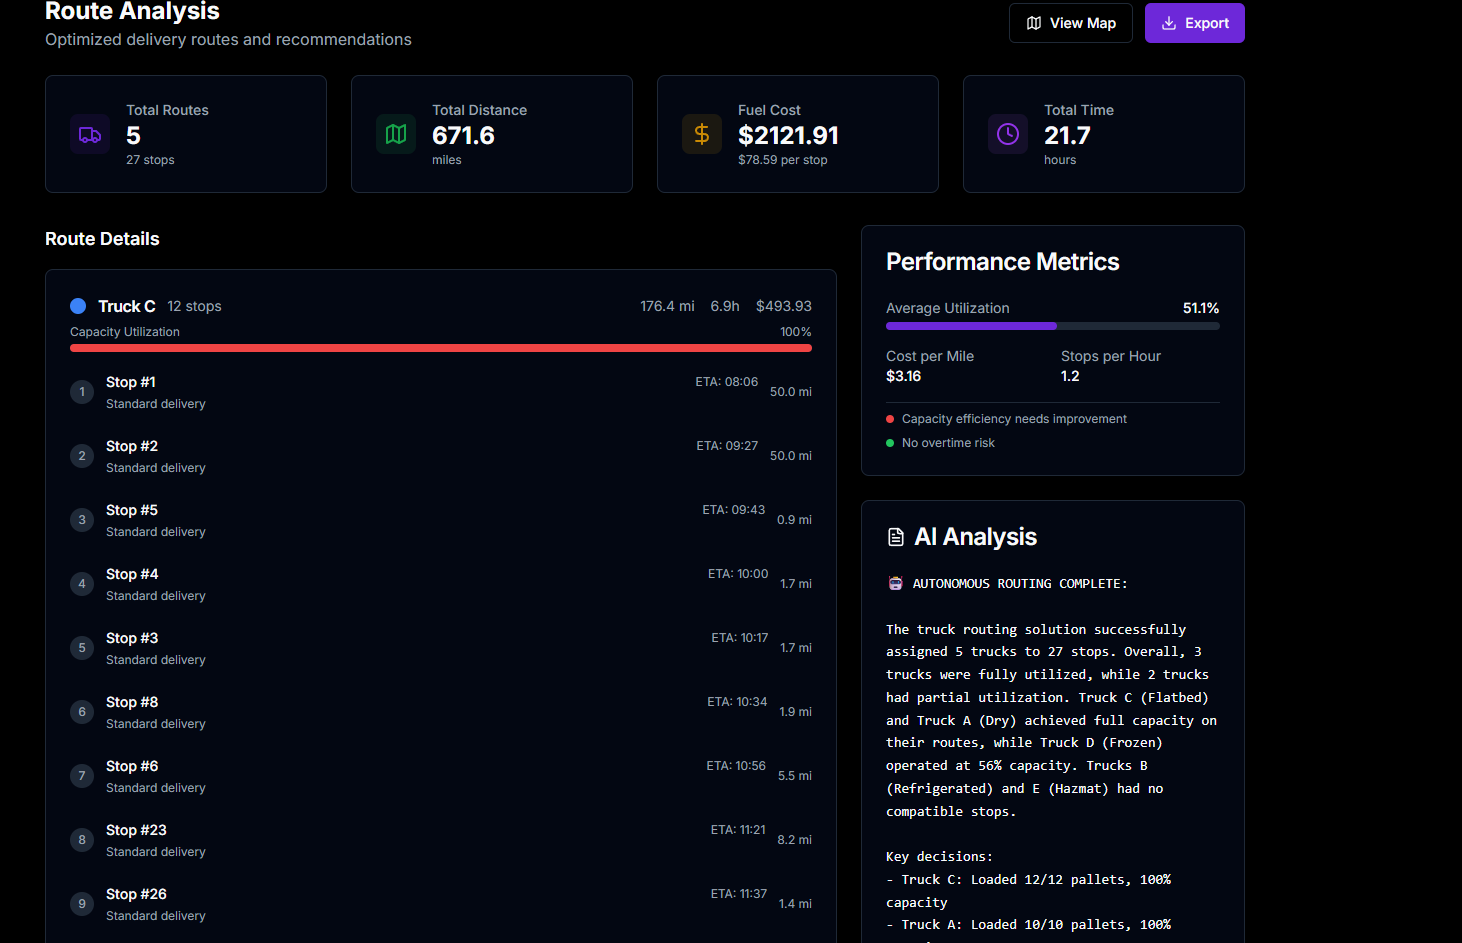 Route Analysis
Optimized delivery routes and recommendations
View Map
Export
Total Routes
5
27 stops
Total Distance
671.6
miles
Fuel Cost
$2121.91
$78.59 per stop
Total Time
21.7
hours
Route Details
Truck C 12 stops 176.4 mi 6.9h $493.93
Capacity Utilization 100%
1 Stop #1 ETA: 08:06 50.0 mi
Standard delivery
2 Stop #2 ETA: 09:27 50.0 mi
Standard delivery
3 Stop #5 ETA: 09:43 0.9 mi
Standard delivery
4 Stop #4 ETA: 10:00 1.7 mi
Standard delivery
5 Stop #3 ETA: 10:17 1.7 mi
Standard delivery
6 Stop #8 ETA: 10:34 1.9 mi
Standard delivery
7 Stop #6 ETA: 10:56 5.5 mi
Standard delivery
8 Stop #23 ETA: 11:21 8.2 mi
Standard delivery
9 Stop #26 ETA: 11:37 1.4 mi
Standard delivery
Performance Metrics
Average Utilization 51.1%
Cost per Mile Stops per Hour
$3.16 1.2
Capacity efficiency needs improvement
No overtime risk
AI Analysis
AUTONOMOUS ROUTING COMPLETE:
The truck routing solution successfully
assigned 5 trucks to 27 stops. Overall, 3
trucks were fully utilized, while 2 trucks
had partial utilization. Truck C (Flatbed)
and Truck A (Dry) achieved full capacity on
their routes, while Truck D (Frozen)
operated at 56% capacity. Trucks B
(Refrigerated) and E (Hazmat) had no
compatible stops.
Key decisions:
- Truck C: Loaded 12/12 pallets, 100%
capacity
- Truck A: Loaded 10/10 pallets, 100%